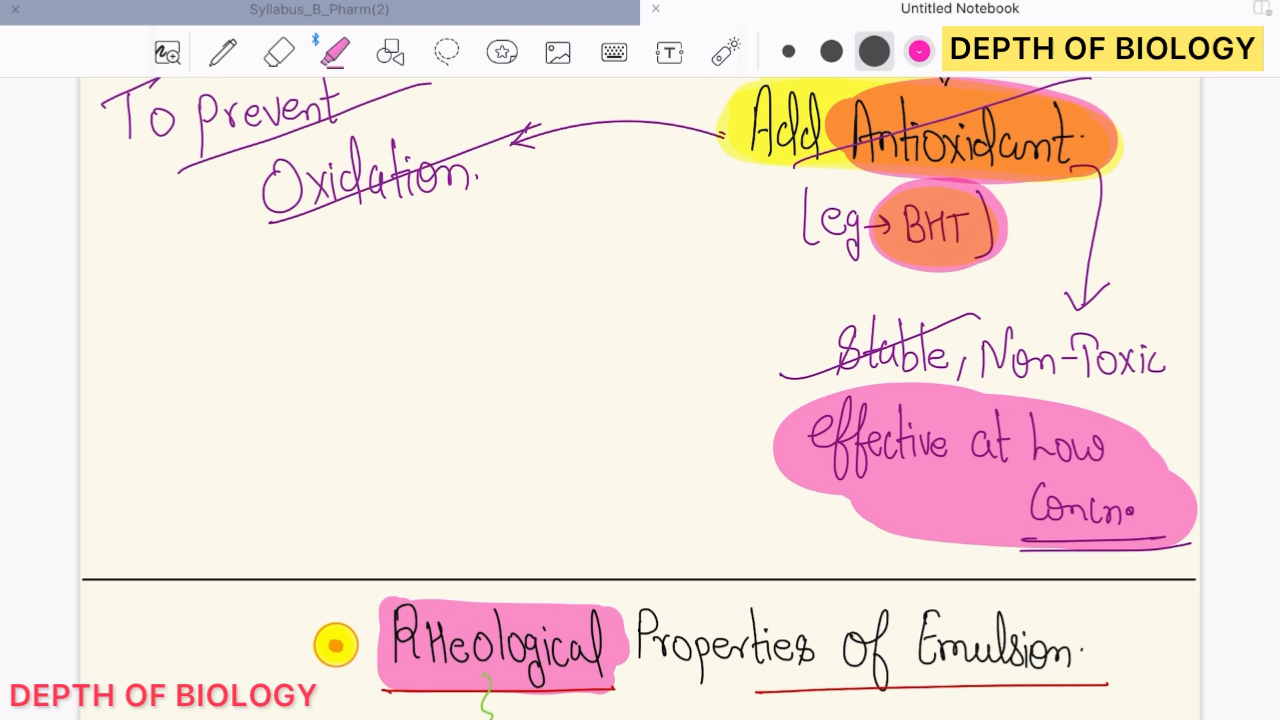 Syllabus_B_Pharm(2)
Untitled Notebook
DEPTH OF BIOLOGY
To prevent
Oxidation.
Add Antioxidant.
[eg → BHT]
Stable, Non-Toxic
effective at Low
Concn.
RHeological Properties of Emulsion.
DEPTH OF BIOLOGY